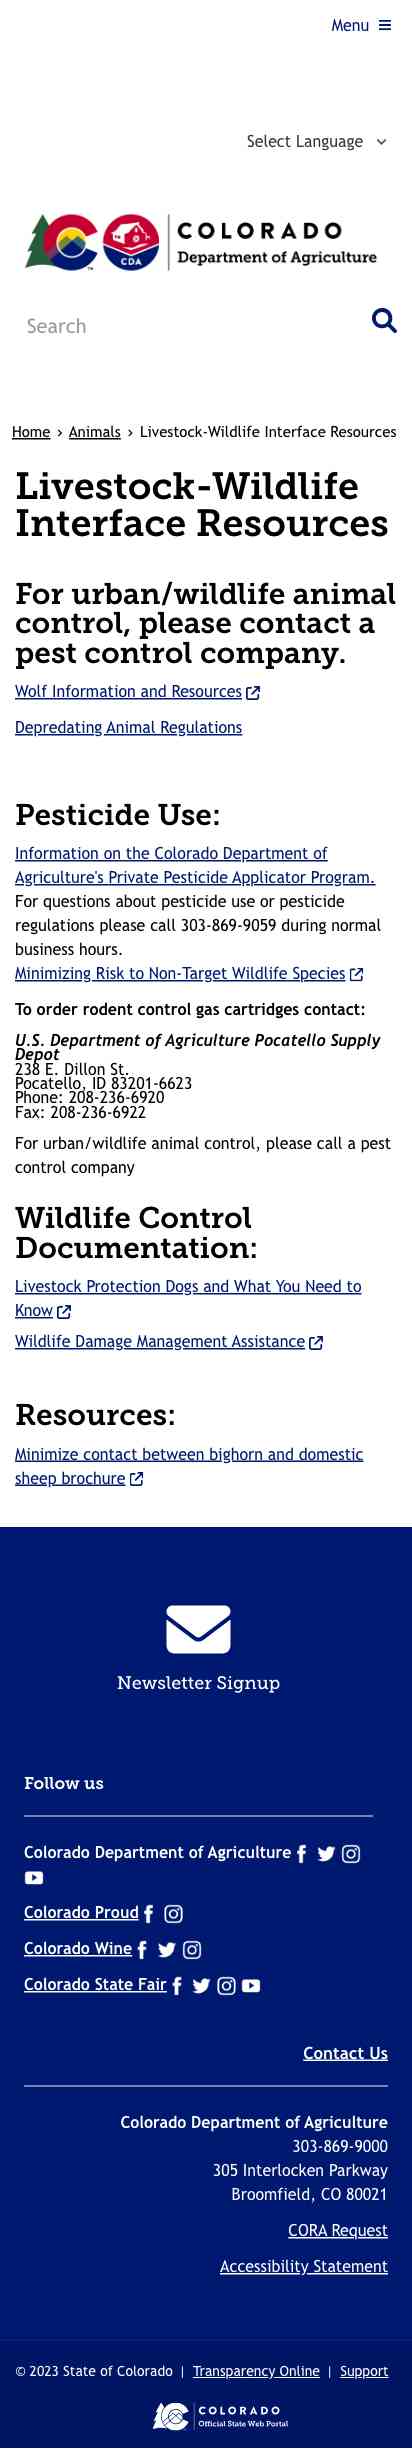 Menu
Select Language
CDA
TM
COLORADO
Department of Agriculture
Search
Home › Animals › Livestock-Wildlife Interface Resources
Livestock-Wildlife
Interface Resources
For urban/wildlife animal
control, please contact a
pest control company.
Wolf Information and Resources
Depredating Animal Regulations
Pesticide Use:
Information on the Colorado Department of
Agriculture's Private Pesticide Applicator Program.
For questions about pesticide use or pesticide
regulations please call 303-869-9059 during normal
business hours.
Minimizing Risk to Non-Target Wildlife Species
To order rodent control gas cartridges contact:
U.S. Department of Agriculture Pocatello Supply
Depot
238 E. Dillon St.
Pocatello, ID 83201-6623
Phone: 208-236-6920
Fax: 208-236-6922
For urban/wildlife animal control, please call a pest
control company
Wildlife Control
Documentation:
Livestock Protection Dogs and What You Need to
Know
Wildlife Damage Management Assistance
Resources:
Minimize contact between bighorn and domestic
sheep brochure
Newsletter Signup
Follow us
Colorado Department of Agriculture
Colorado Proud
Colorado Wine
Colorado State Fair
Contact Us
Colorado Department of Agriculture
303-869-9000
305 Interlocken Parkway
Broomfield, CO 80021
CORA Request
Accessibility Statement
© 2023 State of Colorado | Transparency Online | Support
COLORADO
Official State Web Portal